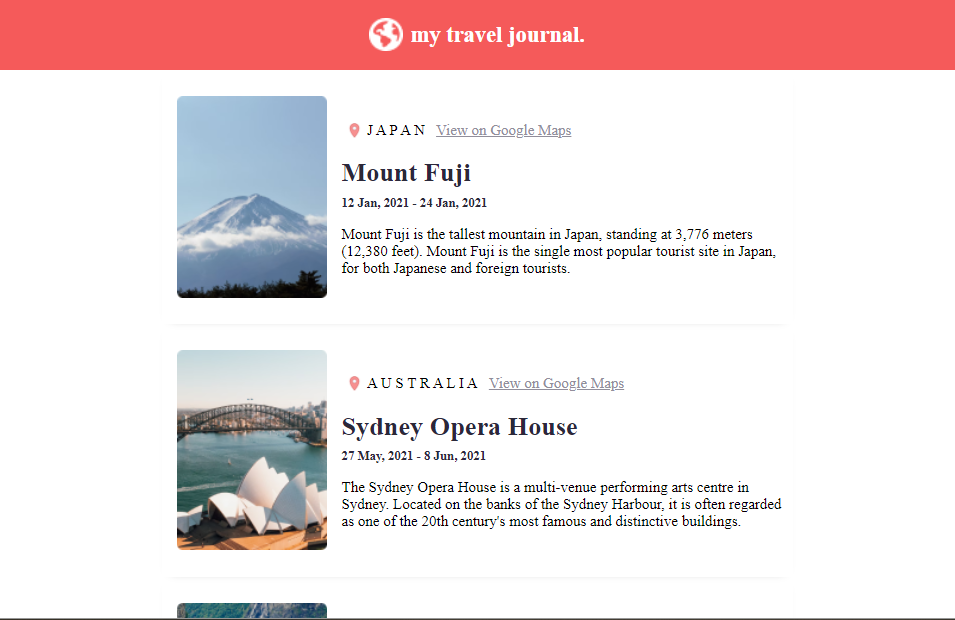 my travel journal.
JAPAN View on Google Maps
Mount Fuji
12 Jan, 2021 - 24 Jan, 2021
Mount Fuji is the tallest mountain in Japan, standing at 3,776 meters
(12,380 feet). Mount Fuji is the single most popular tourist site in Japan,
for both Japanese and foreign tourists.
AUSTRALIA View on Google Maps
Sydney Opera House
27 May, 2021 - 8 Jun, 2021
The Sydney Opera House is a multi-venue performing arts centre in
Sydney. Located on the banks of the Sydney Harbour, it is often regarded
as one of the 20th century's most famous and distinctive buildings.